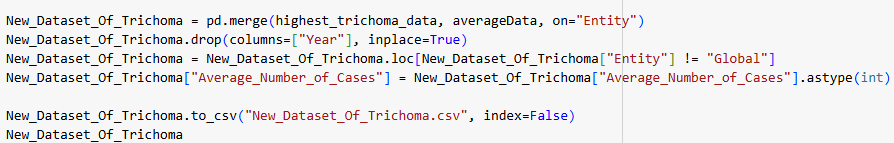 New_Dataset_Of_Trichoma = pd.merge(highest_trichoma_data, averageData, on="Entity")
New_Dataset_Of_Trichoma.drop(columns=["Year"], inplace=True)
New_Dataset_Of_Trichoma = New_Dataset_Of_Trichoma.loc[New_Dataset_Of_Trichoma["Entity"] != "Global"]
New_Dataset_Of_Trichoma["Average_Number_of_Cases"] = New_Dataset_Of_Trichoma["Average_Number_of_Cases"].astype(int)
New_Dataset_Of_Trichoma.to_csv("New_Dataset_Of_Trichoma.csv", index=False)
New_Dataset_Of_Trichoma